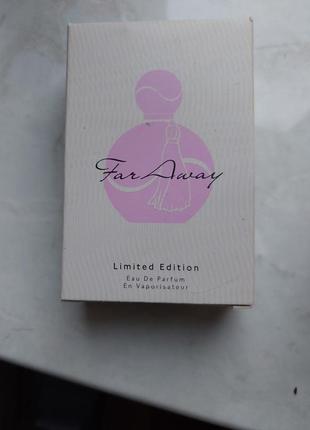 Far Away
Limited Edition
Eau De Parfum
En Vaporisateur